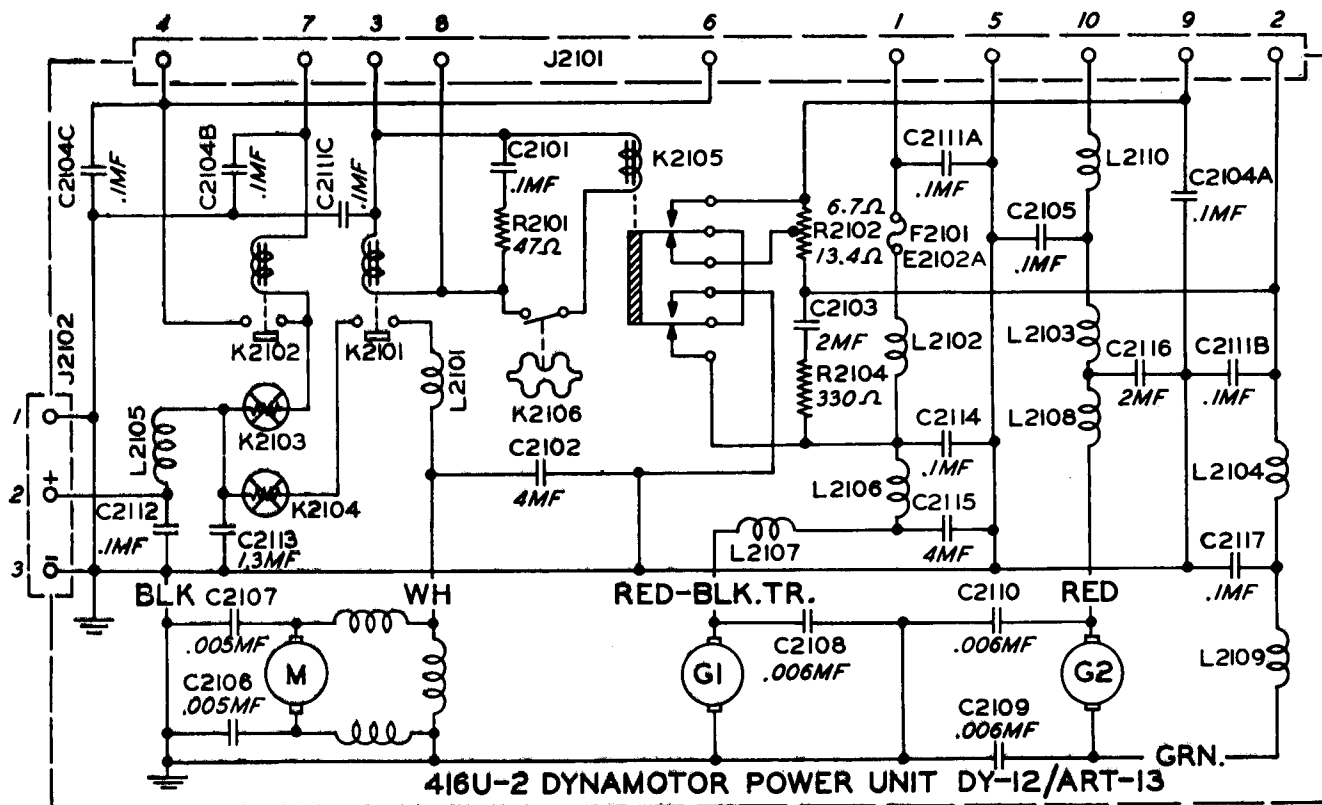 4 7 3 8 6 1 5 10 9 2
J2101
C2104C
.1MF
C2104B
.1MF
C2111C
.1MF
C2101
.1MF
R2101
47Ω
K2105
6.7Ω
R2102
13.4Ω
C2111A
.1MF
F2101
E2102A
L2110
C2105
.1MF
C2104A
.1MF
J2102
K2102
K2101
L2101
K2106
C2103
2MF
R2104
330Ω
L2102
L2103
C2116
2MF
C2111B
.1MF
L2108
1
2
+
3
−
L2105
K2103
K2104
C2112
.1MF
C2113
1.3MF
C2102
4MF
C2114
.1MF
L2106
C2115
4MF
L2107
L2104
C2117
.1MF
BLK
WH
RED-BLK.TR.
RED
C2107
.005MF
M
C2106
.005MF
G1
C2108
.006MF
C2110
.006MF
G2
C2109
.006MF
L2109
GRN.
416U-2 DYNAMOTOR POWER UNIT DY-12/ART-13